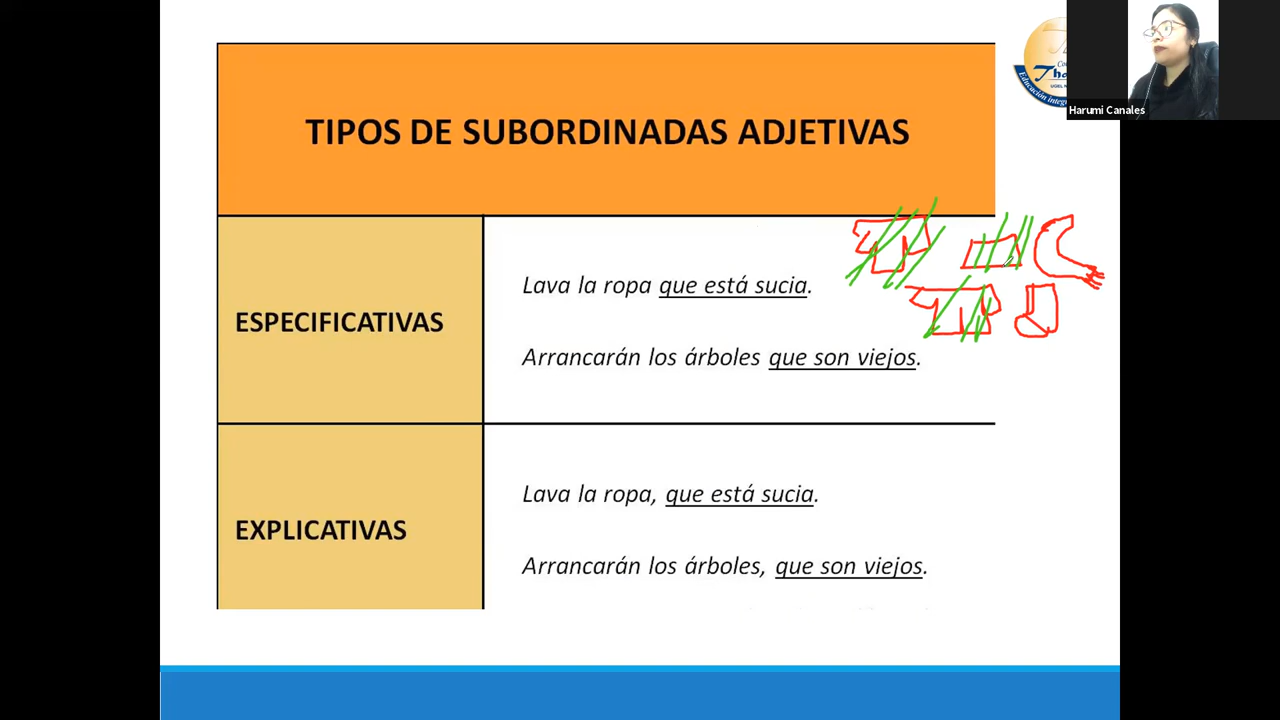 TIPOS DE SUBORDINADAS ADJETIVAS
ESPECIFICATIVAS
Lava la ropa que está sucia.
Arrancarán los árboles que son viejos.
EXPLICATIVAS
Lava la ropa, que está sucia.
Arrancarán los árboles, que son viejos.
Harumi Canales